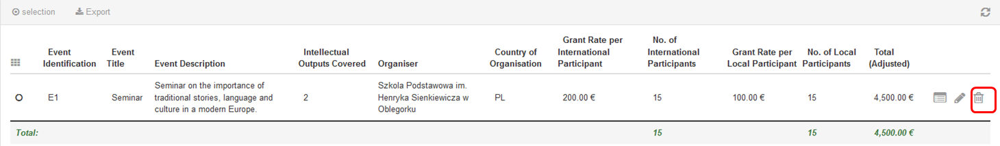 selection Export
Event Identification
Event Title
Event Description
Intellectual Outputs Covered
Organiser
Country of Organisation
Grant Rate per International Participant
No. of International Participants
Grant Rate per Local Participant
No. of Local Participants
Total (Adjusted)
E1
Seminar
Seminar on the importance of
traditional stories, language and
culture in a modern Europe.
2
Szkola Podstawowa im.
Henryka Sienkiewicza w
Oblegorku
PL
200.00 €
15
100.00 €
15
4,500.00 €
Total: 15 15 4,500.00 €